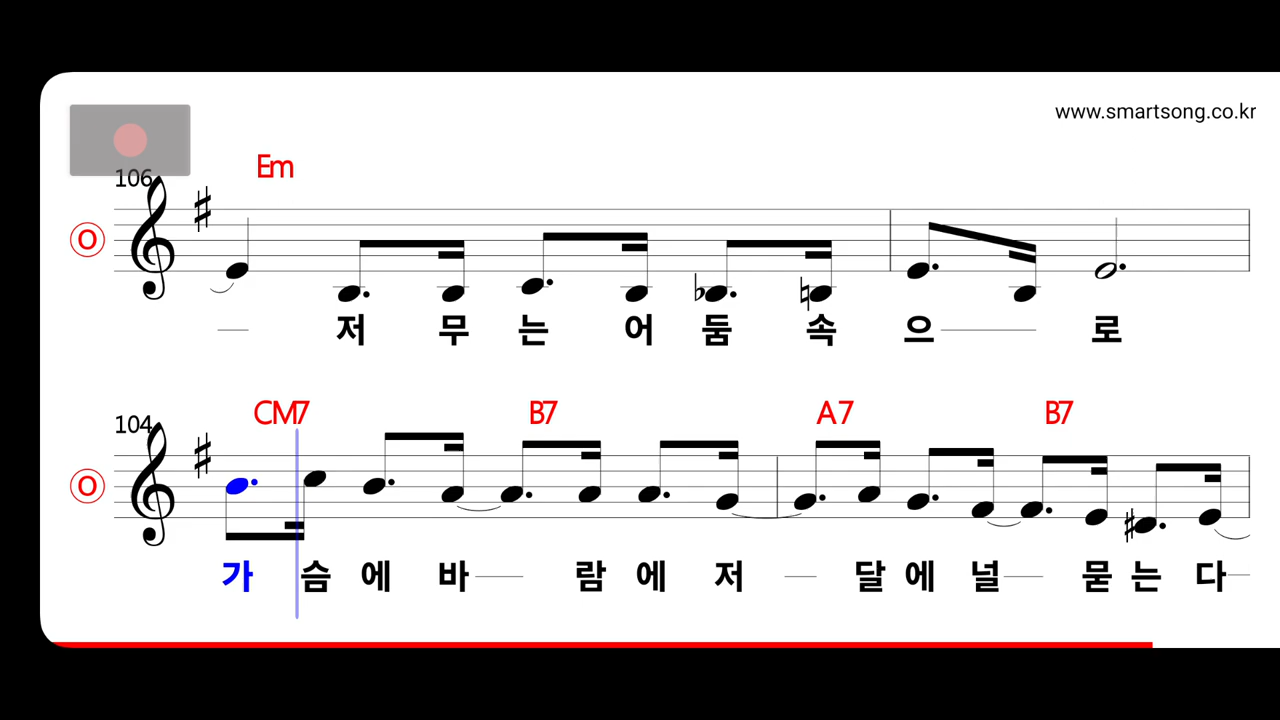 www.smartsong.co.kr
Em
106
O
저 무 는 어 둠 속 으 로
CM7 B7 A7 B7
104
O
가 슴 에 바 람 에 저 달 에 널 묻 는 다